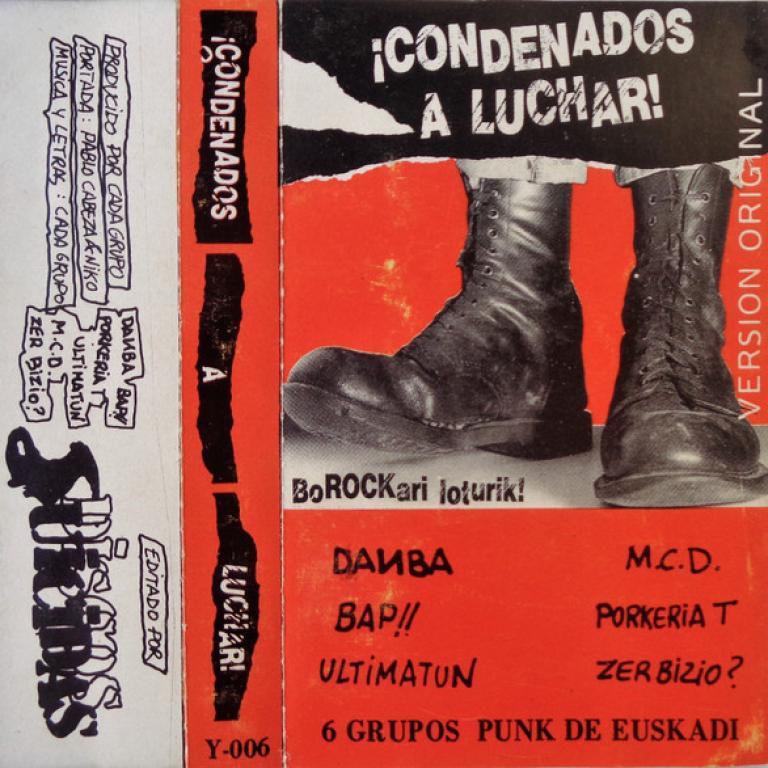 PRODUCIDO POR CADA GRUPO
PORTADA: PABLO CABEZA & NIKO
MUSICA Y LETRAS: CADA GRUPO
DANBA BAP!!
PORKERIA T
ULTIMATUN
M.C.D.
ZER BIZIO?
EDITADO POR
DISCOS
SUICIDAS
¡CONDENADOS
A
LUCHAR!
Y-006
¡CONDENADOS
A LUCHAR!
VERSION ORIGINAL
BOROCKari loturik!
DANBA
M.C.D.
BAP!!
PORKERIA T
ULTIMATUN
ZER BIZIO?
6 GRUPOS PUNK DE EUSKADI